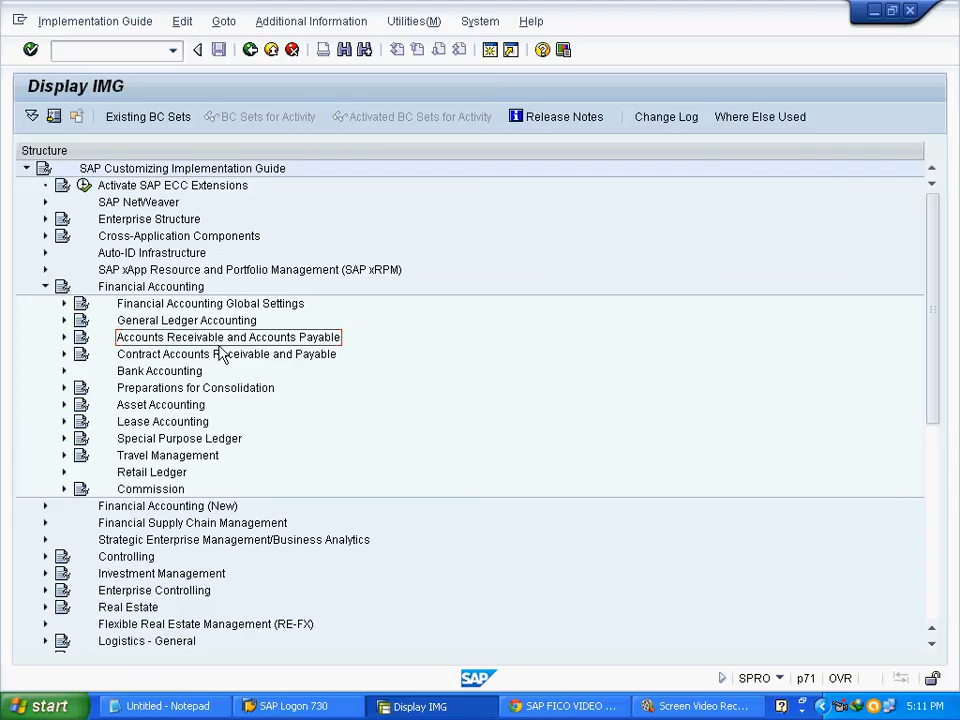 Implementation Guide Edit Goto Additional Information Utilities(M) System Help
Display IMG
Existing BC Sets BC Sets for Activity Activated BC Sets for Activity Release Notes Change Log Where Else Used
Structure
SAP Customizing Implementation Guide
Activate SAP ECC Extensions
SAP NetWeaver
Enterprise Structure
Cross-Application Components
Auto-ID Infrastructure
SAP xApp Resource and Portfolio Management (SAP xRPM)
Financial Accounting
Financial Accounting Global Settings
General Ledger Accounting
Accounts Receivable and Accounts Payable
Contract Accounts Receivable and Payable
Bank Accounting
Preparations for Consolidation
Asset Accounting
Lease Accounting
Special Purpose Ledger
Travel Management
Retail Ledger
Commission
Financial Accounting (New)
Financial Supply Chain Management
Strategic Enterprise Management/Business Analytics
Controlling
Investment Management
Enterprise Controlling
Real Estate
Flexible Real Estate Management (RE-FX)
Logistics - General
SAP SPRO p71 OVR
start Untitled - Notepad SAP Logon 730 Display IMG SAP FICO VIDEO ... Screen Video Rec... 5:11 PM